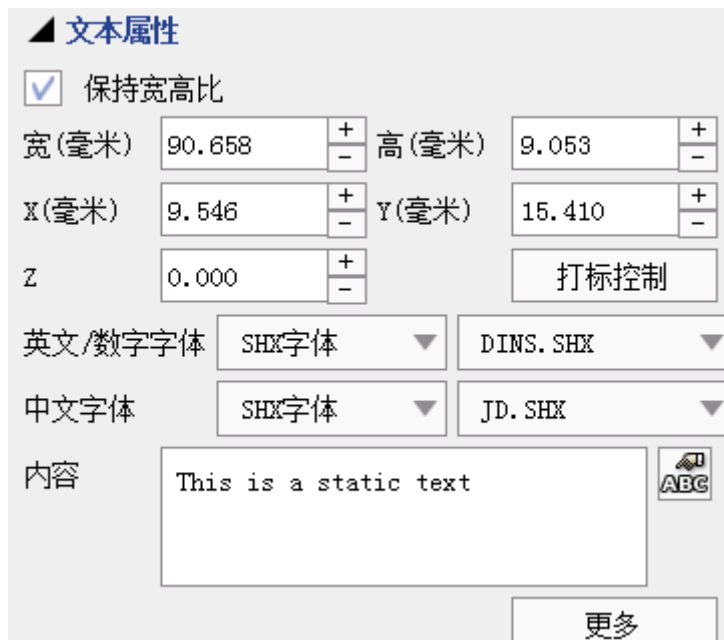 文本属性
保持宽高比
宽(毫米) 90.658 + − 高(毫米) 9.053 + −
X(毫米) 9.546 + − Y(毫米) 15.410 + −
Z 0.000 + − 打标控制
英文/数字字体 SHX字体 DINS.SHX
中文字体 SHX字体 JD.SHX
内容 This is a static text ABC
更多